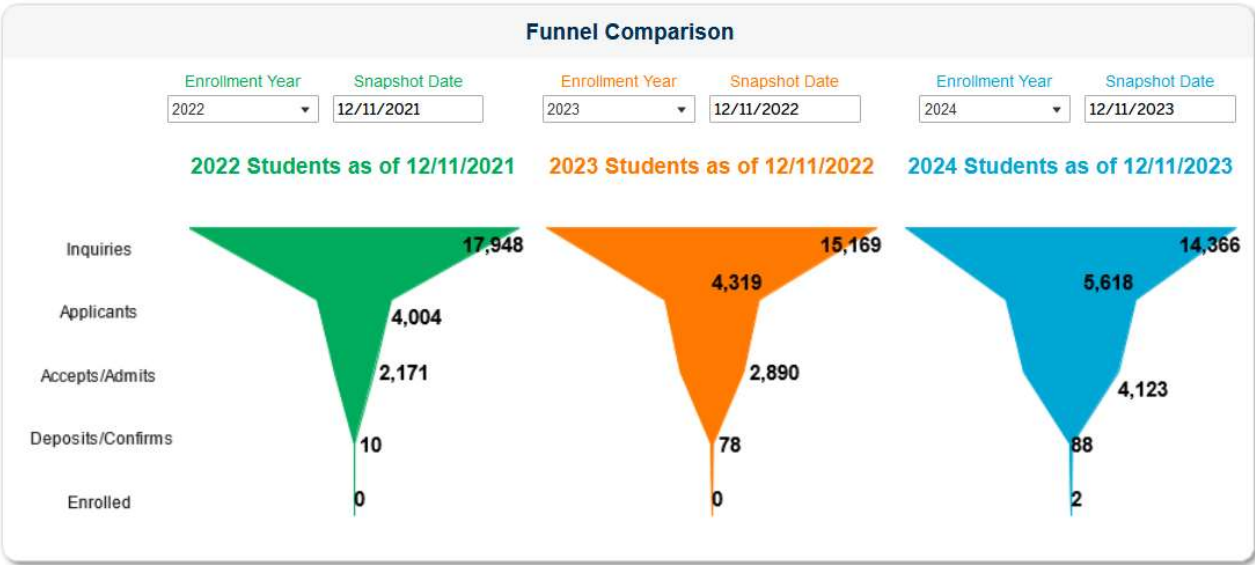 Funnel Comparison
Enrollment Year Snapshot Date Enrollment Year Snapshot Date Enrollment Year Snapshot Date
2022 12/11/2021 2023 12/11/2022 2024 12/11/2023
2022 Students as of 12/11/2021 2023 Students as of 12/11/2022 2024 Students as of 12/11/2023
Inquiries 17,948 15,169 14,366
Applicants 4,004 4,319 5,618
Accepts/Admits 2,171 2,890 4,123
Deposits/Confirms 10 78 88
Enrolled 0 0 2